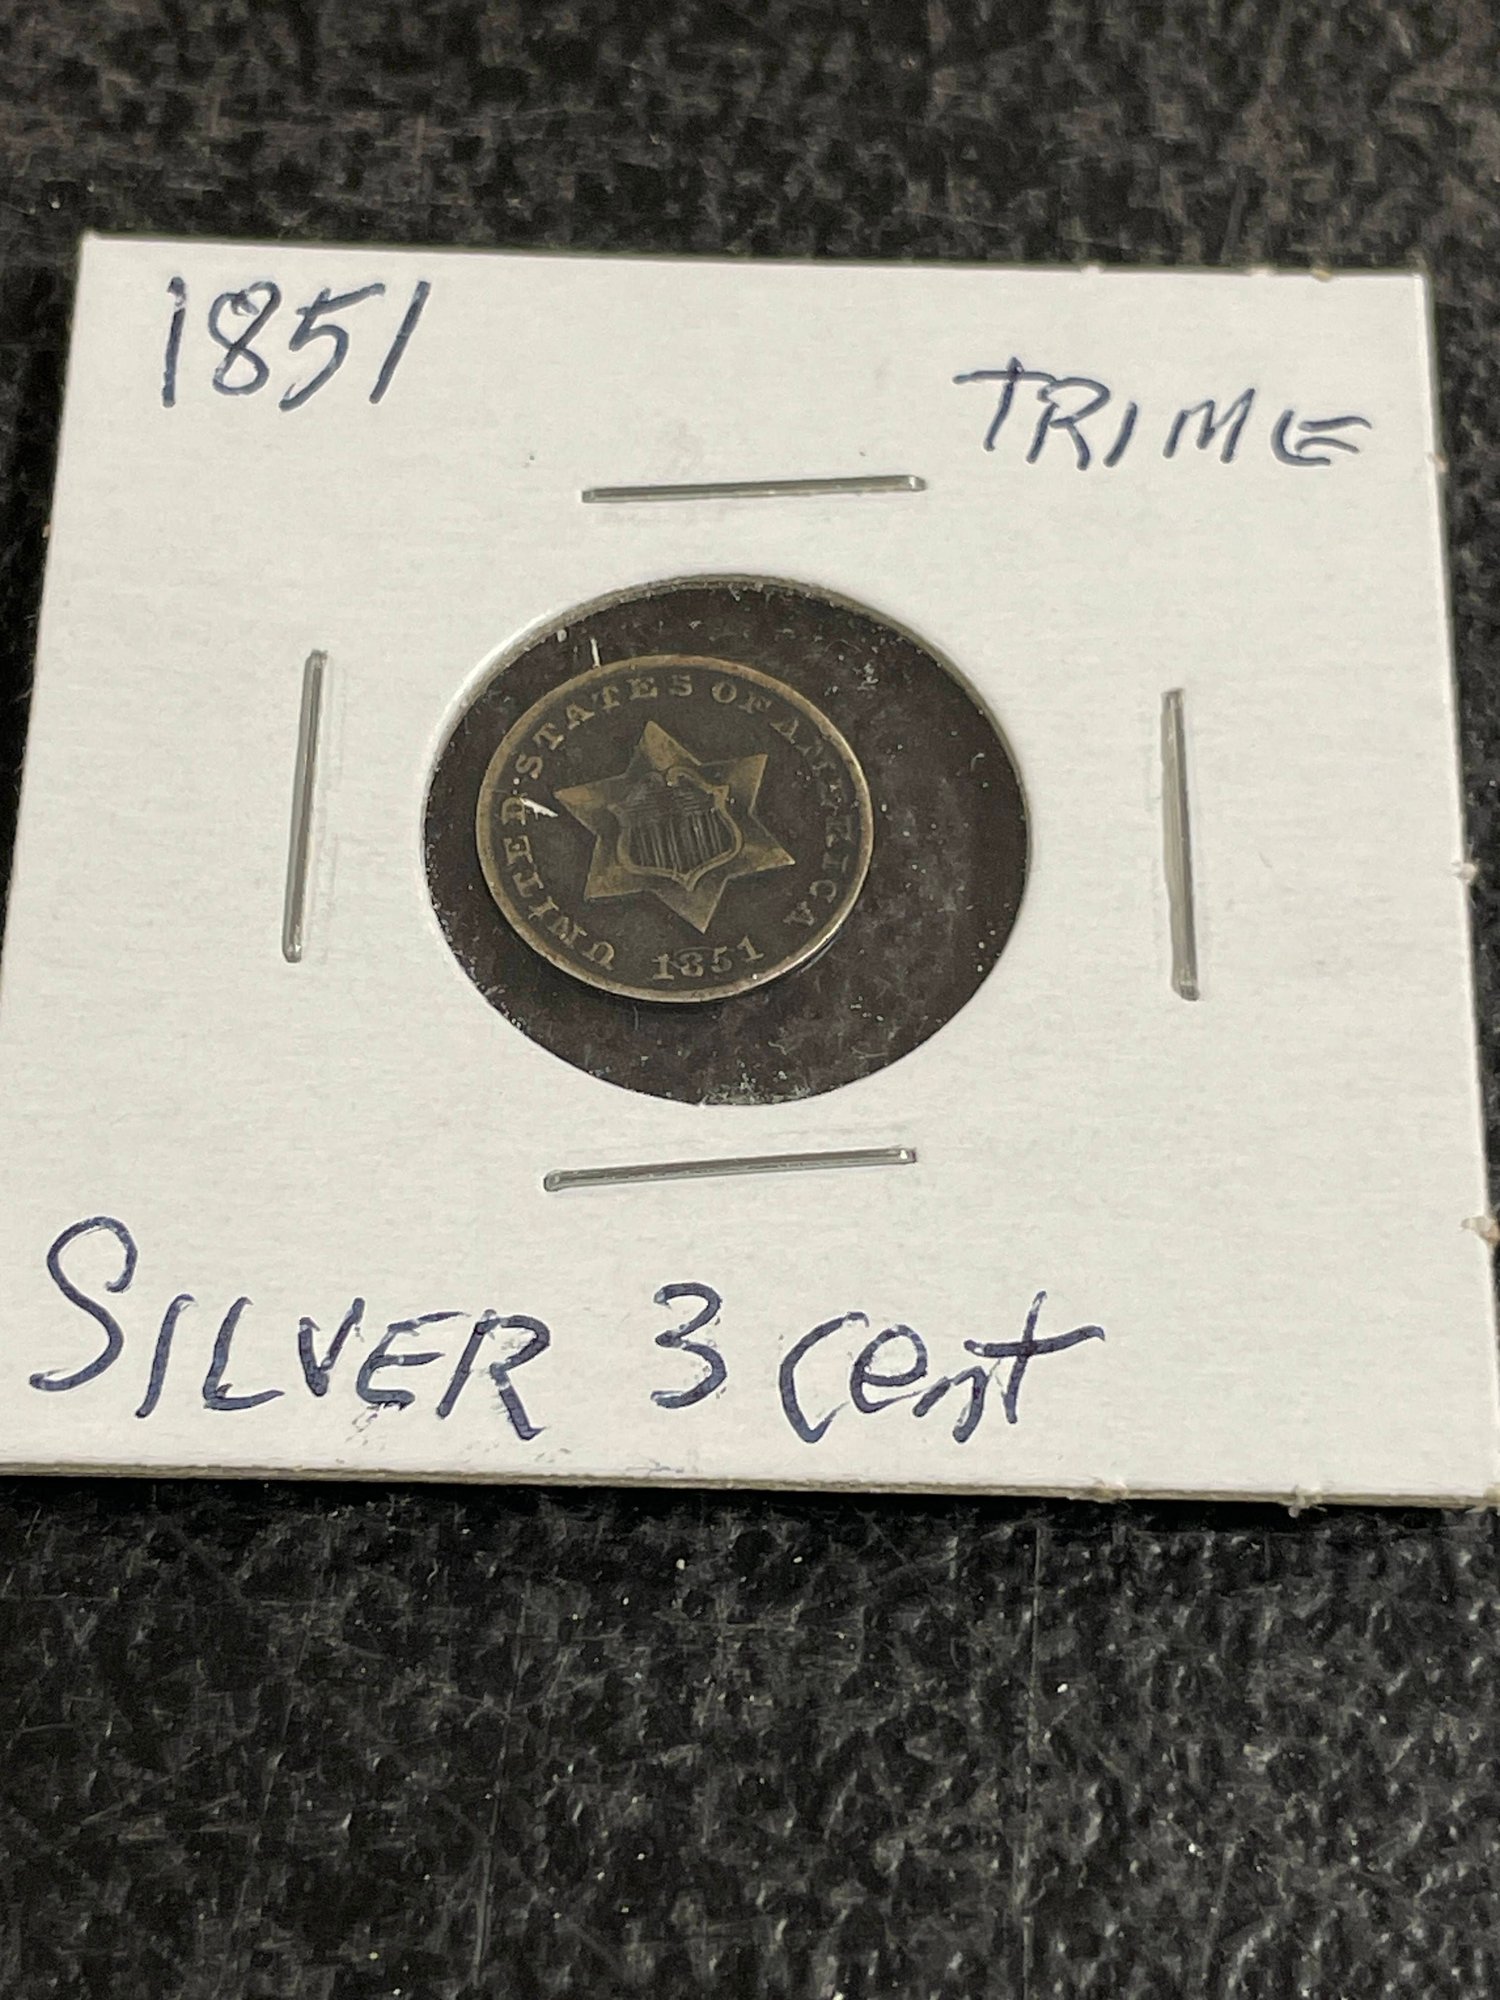 1851
TRIME
UNITED STATES OF AMERICA
1851
SILVER 3 cent